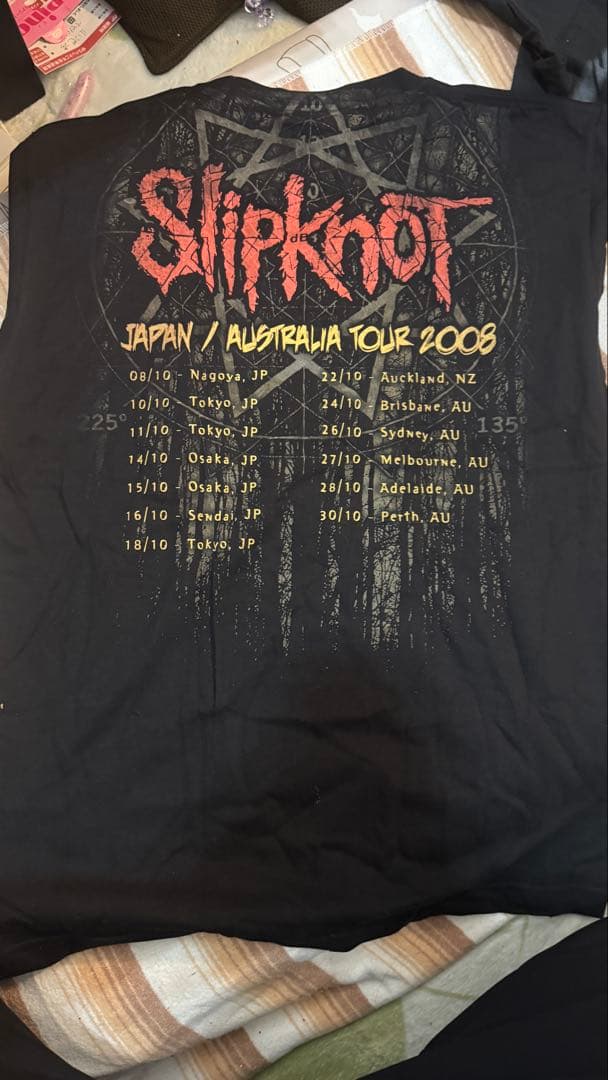 Slipknot
JAPAN / AUSTRALIA TOUR 2008
08/10 - Nagoya, JP
10/10 - Tokyo, JP
11/10 - Tokyo, JP
14/10 - Osaka, JP
15/10 - Osaka, JP
16/10 - Sendai, JP
18/10 - Tokyo, JP
22/10 - Auckland, NZ
24/10 - Brisbane, AU
26/10 - Sydney, AU
27/10 - Melbourne, AU
28/10 - Adelaide, AU
30/10 - Perth, AU
225°
135°